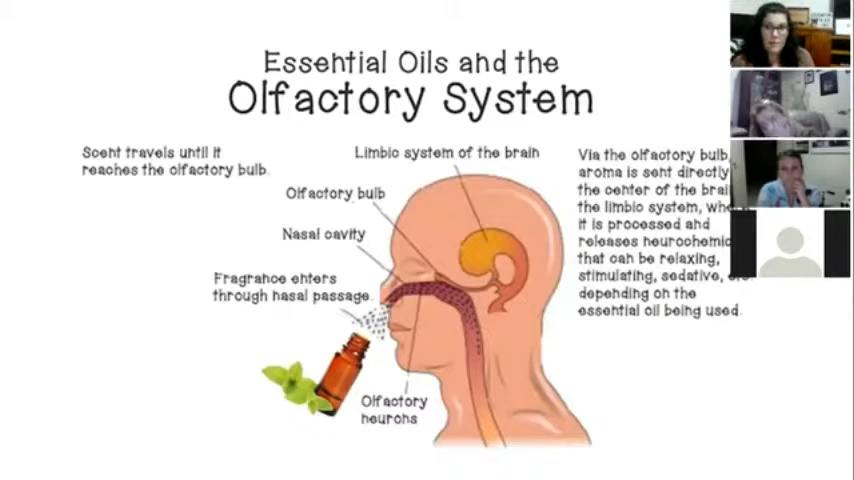 Essential Oils and the
Olfactory System
Scent travels until it
reaches the olfactory bulb.
Limbic system of the brain
Olfactory bulb
Nasal cavity
Fragrance enters
through nasal passage.
Olfactory
neurons
Via the olfactory bulb,
aroma is sent directly
the center of the brai
the limbic system, wh
it is processed and
releases neurochemic
that can be relaxing,
stimulating, sedative,
depending on the
essential oil being used.